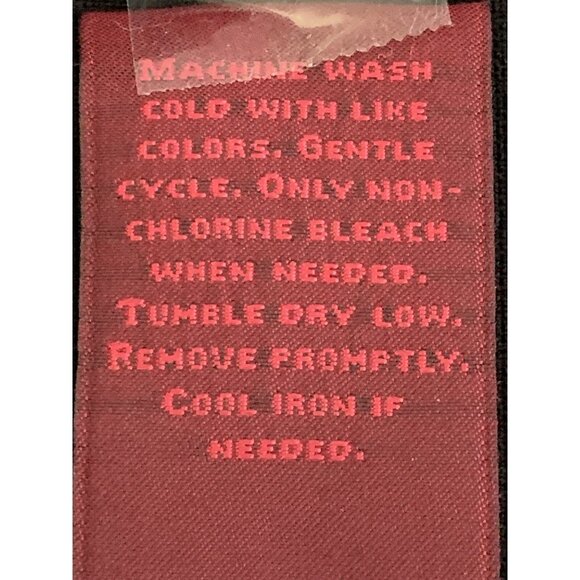 Machine wash
cold with like
colors. Gentle
cycle. Only non-
chlorine bleach
when needed.
Tumble dry low.
Remove promptly.
Cool iron if
needed.